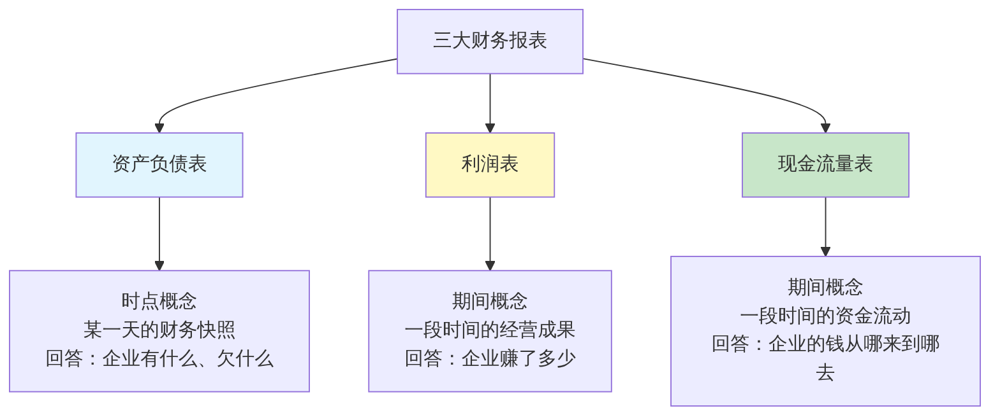 三大财务报表
资产负债表
利润表
现金流量表
时点概念
某一天的财务快照
回答：企业有什么、欠什么
期间概念
一段时间的经营成果
回答：企业赚了多少
期间概念
一段时间的资金流动
回答：企业的钱从哪来到哪
去